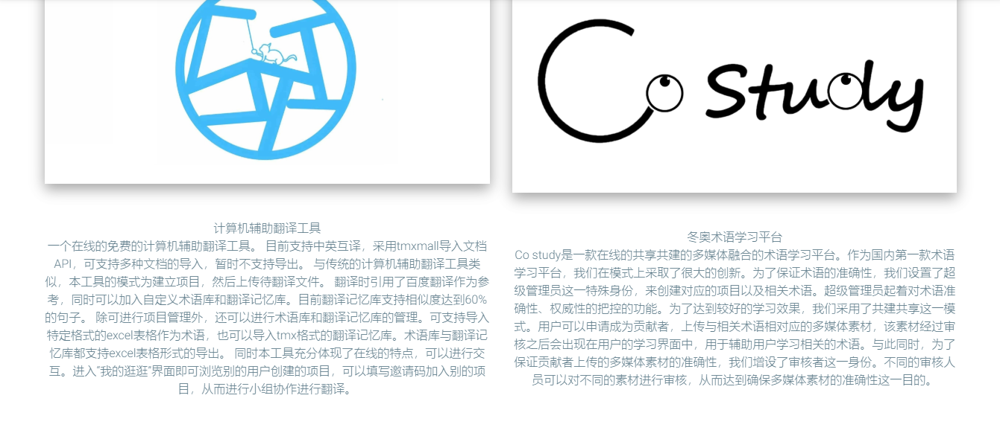 Co Study
计算机辅助翻译工具
一个在线的免费的计算机辅助翻译工具。 目前支持中英互译，采用tmxmall导入文档
API，可支持多种文档的导入，暂时不支持导出。 与传统的计算机辅助翻译工具类
似，本工具的模式为建立项目，然后上传待翻译文件。 翻译时引用了百度翻译作为参
考，同时可以加入自定义术语库和翻译记忆库。目前翻译记忆库支持相似度达到60%
的句子。 除可进行项目管理外，还可以进行术语库和翻译记忆库的管理。可支持导入
特定格式的excel表格作为术语，也可以导入tmx格式的翻译记忆库。术语库与翻译记
忆库都支持excel表格形式的导出。 同时本工具充分体现了在线的特点，可以进行交
互。进入“我的逛逛”界面即可浏览别的用户创建的项目，可以填写邀请码加入别的项
目，从而进行小组协作进行翻译。
冬奥术语学习平台
Co study是一款在线的共享共建的多媒体融合的术语学习平台。作为国内第一款术语
学习平台，我们在模式上采取了很大的创新。为了保证术语的准确性，我们设置了超
级管理员这一特殊身份，来创建对应的项目以及相关术语。超级管理员起着对术语准
确性、权威性的把控的功能。为了达到较好的学习效果，我们采用了共建共享这一模
式。用户可以申请成为贡献者，上传与相关术语相对应的多媒体素材，该素材经过审
核之后会出现在用户的学习界面中，用于辅助用户学习相关的术语。与此同时，为了
保证贡献者上传的多媒体素材的准确性，我们增设了审核者这一身份。不同的审核人
员可以对不同的素材进行审核，从而达到确保多媒体素材的准确性这一目的。